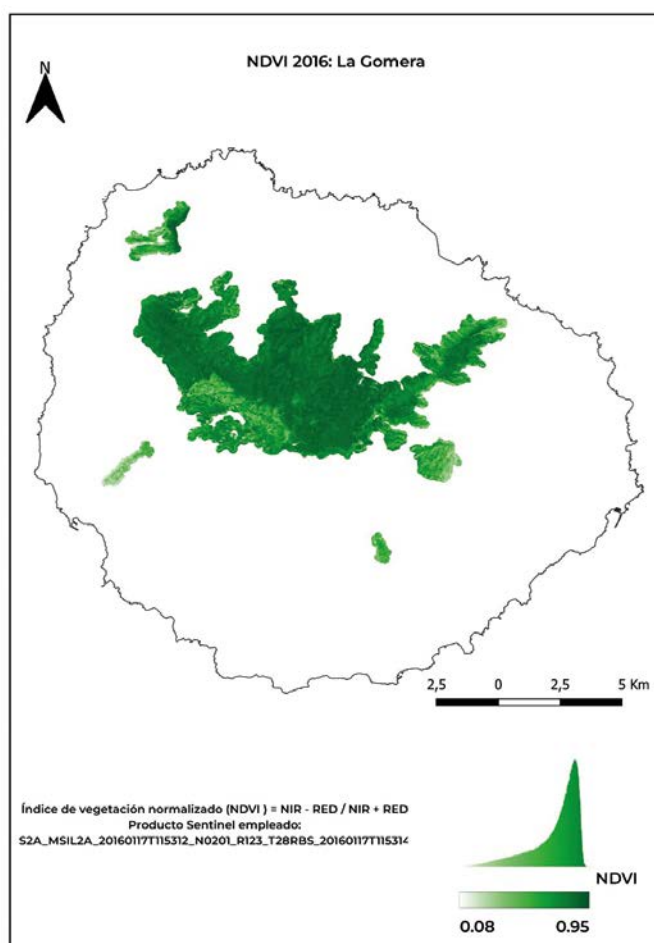 NDVI 2016: La Gomera
N
2,5 0 2,5 5 Km
Índice de vegetación normalizado (NDVI ) = NIR - RED / NIR + RED
Producto Sentinel empleado:
S2A_MSIL2A_20160117T115312_N0201_R123_T28RBS_20160117T115314
NDVI
0.08 0.95